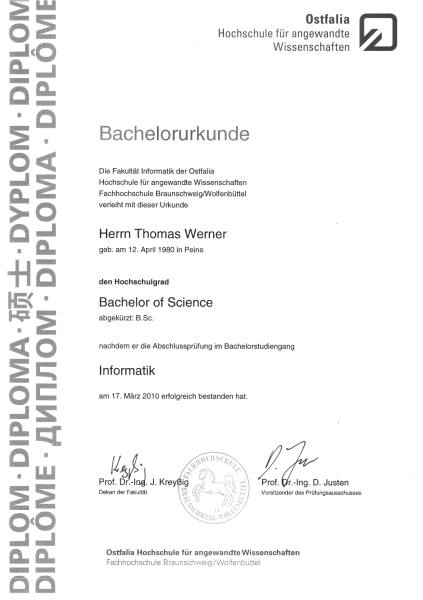 Ostfalia
Hochschule für angewandte
Wissenschaften
DIPLOM · DIPLOMA · 硕士 · DYPLOM · DIPLOM
DIPLÔME · ДИПЛОМ · DIPLOMA · DIPLÔME
Bachelorurkunde
Die Fakultät Informatik der Ostfalia
Hochschule für angewandte Wissenschaften
Fachhochschule Braunschweig/Wolfenbüttel
verleiht mit dieser Urkunde
Herrn Thomas Werner
geb. am 12. April 1980 in Peine
den Hochschulgrad
Bachelor of Science
abgekürzt: B.Sc.
nachdem er die Abschlussprüfung im Bachelorstudiengang
Informatik
am 17. März 2010 erfolgreich bestanden hat.
Prof. Dr.-Ing. J. Kreyßig
Dekan der Fakultät
FACHHOCHSCHULE
BRAUNSCHWEIG-WOLFENBÜTTEL
Prof. Dr.-Ing. D. Justen
Vorsitzender des Prüfungsausschusses
Ostfalia Hochschule für angewandte Wissenschaften
Fachhochschule Braunschweig/Wolfenbüttel